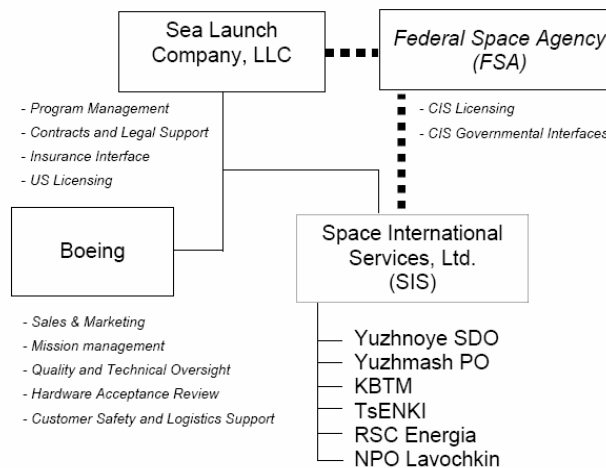 Sea Launch
Company, LLC
Federal Space Agency
(FSA)
- Program Management
- Contracts and Legal Support
- Insurance Interface
- US Licensing
- CIS Licensing
- CIS Governmental Interfaces
Boeing
Space International
Services, Ltd.
(SIS)
- Sales & Marketing
- Mission management
- Quality and Technical Oversight
- Hardware Acceptance Review
- Customer Safety and Logistics Support
Yuzhnoye SDO
Yuzhmash PO
KBTM
TsENKI
RSC Energia
NPO Lavochkin